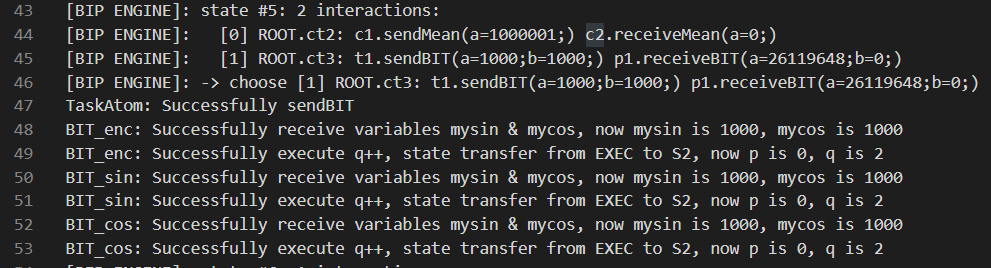 43 [BIP ENGINE]: state #5: 2 interactions:
44 [BIP ENGINE]:   [0] ROOT.ct2: c1.sendMean(a=1000001;) c2.receiveMean(a=0;)
45 [BIP ENGINE]:   [1] ROOT.ct3: t1.sendBIT(a=1000;b=1000;) p1.receiveBIT(a=26119648;b=0;)
46 [BIP ENGINE]: -> choose [1] ROOT.ct3: t1.sendBIT(a=1000;b=1000;) p1.receiveBIT(a=26119648;b=0;)
47 TaskAtom: Successfully sendBIT
48 BIT_enc: Successfully receive variables mysin & mycos, now mysin is 1000, mycos is 1000
49 BIT_enc: Successfully execute q++, state transfer from EXEC to S2, now p is 0, q is 2
50 BIT_sin: Successfully receive variables mysin & mycos, now mysin is 1000, mycos is 1000
51 BIT_sin: Successfully execute q++, state transfer from EXEC to S2, now p is 0, q is 2
52 BIT_cos: Successfully receive variables mysin & mycos, now mysin is 1000, mycos is 1000
53 BIT_cos: Successfully execute q++, state transfer from EXEC to S2, now p is 0, q is 2